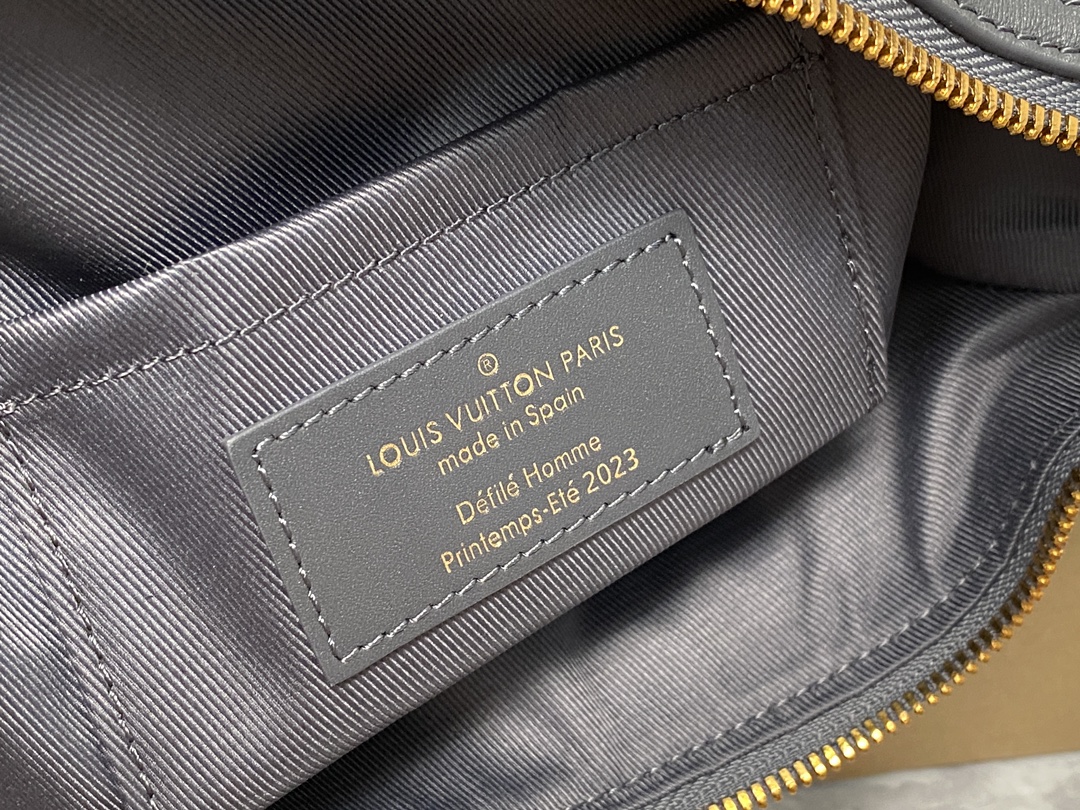 ®
LOUIS VUITTON PARIS
made in Spain
Défilé Homme
Printemps-Eté 2023